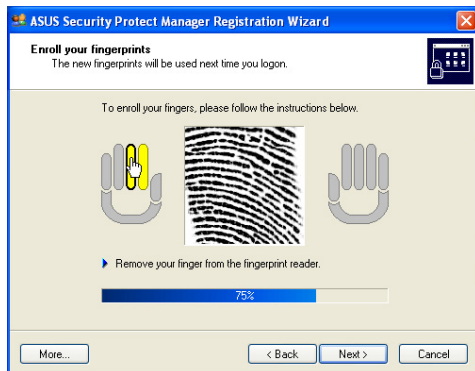 ASUS Security Protect Manager Registration Wizard
Enroll your fingerprints
The new fingerprints will be used next time you logon.
To enroll your fingers, please follow the instructions below.
Remove your finger from the fingerprint reader.
75%
More...
< Back
Next >
Cancel